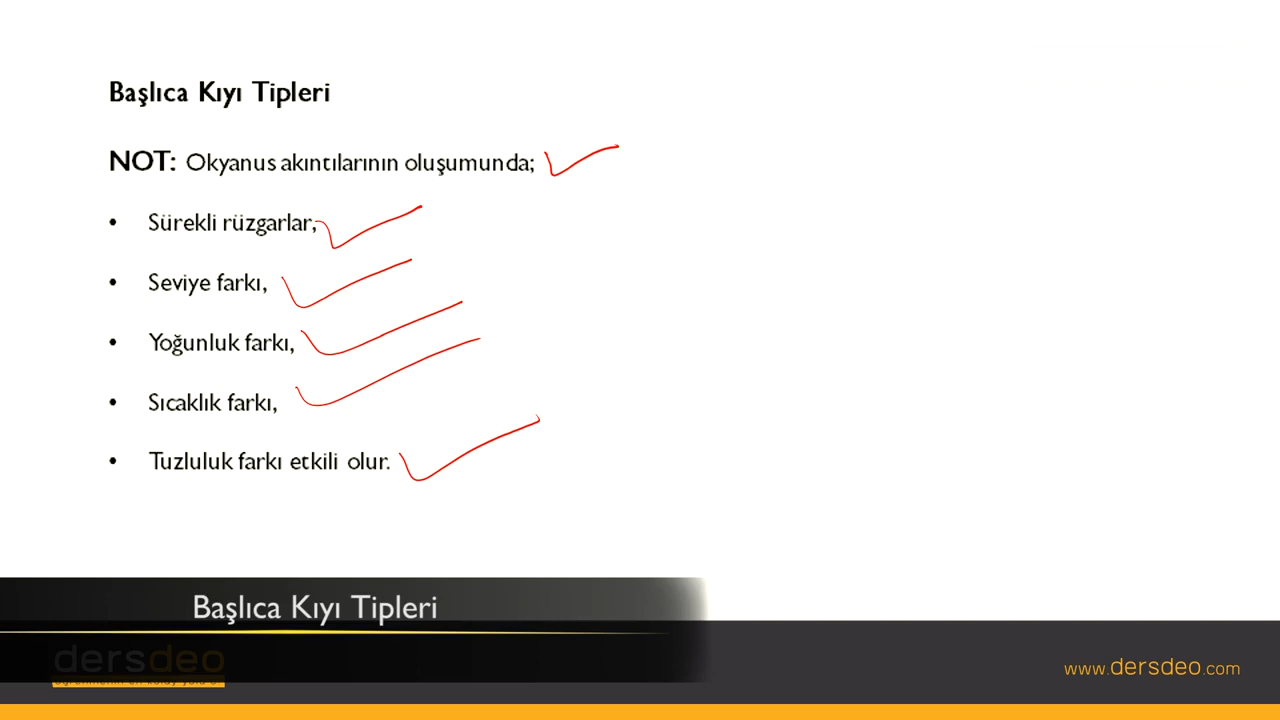 Başlıca Kıyı Tipleri
NOT: Okyanus akıntılarının oluşumunda;
• Sürekli rüzgarlar,
• Seviye farkı,
• Yoğunluk farkı,
• Sıcaklık farkı,
• Tuzluluk farkı etkili olur.
Başlıca Kıyı Tipleri
dersdeo
www.dersdeo.com